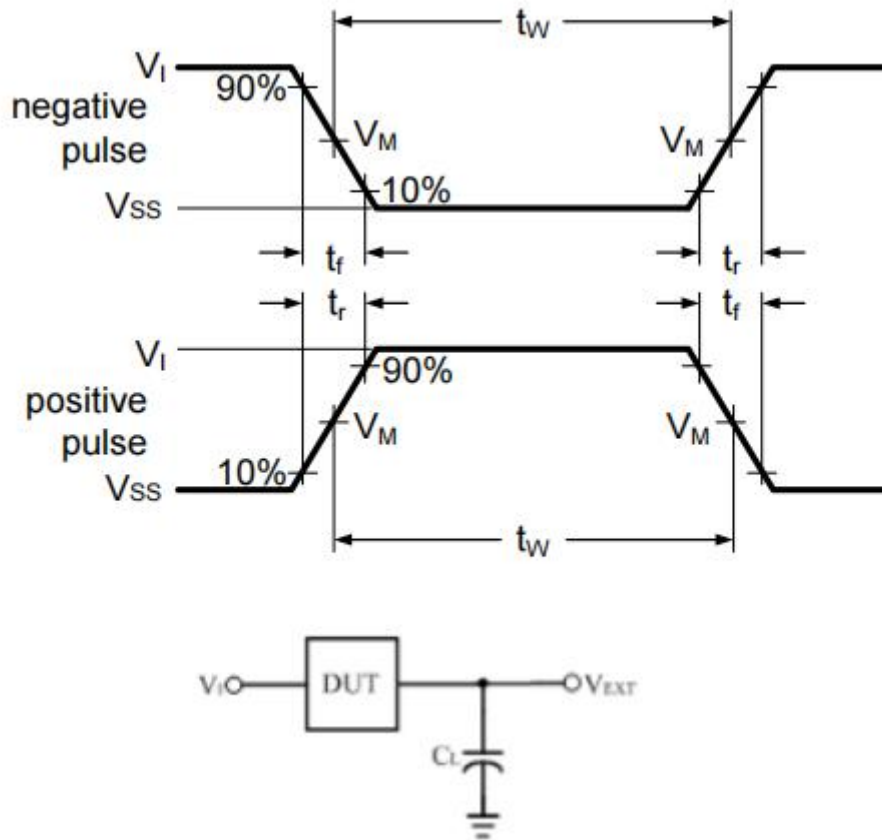 tW
VI
90%
negative
pulse
VM
VM
10%
VSS
tf
tr
tr
tf
VI
90%
positive
pulse
VM
VM
10%
VSS
tW
VI
DUT
VEXT
CL